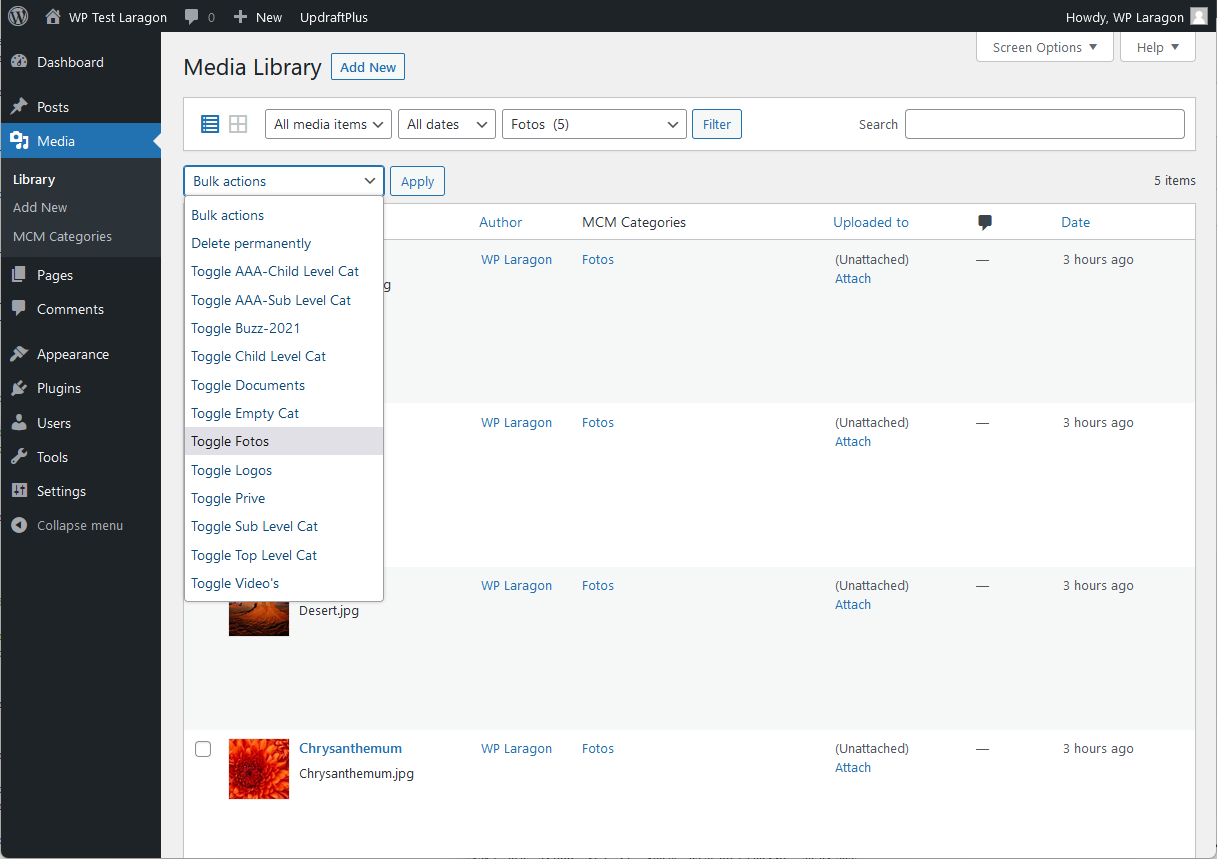 WP Test Laragon 0 New UpdraftPlus Howdy, WP Laragon
Dashboard
Posts
Media
Library
Add New
MCM Categories
Pages
Comments
Appearance
Plugins
Users
Tools
Settings
Collapse menu
Screen Options Help
Media Library Add New
All media items All dates Fotos (5) Filter Search
Bulk actions Apply 5 items
Bulk actions
Delete permanently
Toggle AAA-Child Level Cat
Toggle AAA-Sub Level Cat
Toggle Buzz-2021
Toggle Child Level Cat
Toggle Documents
Toggle Empty Cat
Toggle Fotos
Toggle Logos
Toggle Prive
Toggle Sub Level Cat
Toggle Top Level Cat
Toggle Video's
Author MCM Categories Uploaded to Date
WP Laragon Fotos (Unattached) — 3 hours ago
g Attach
WP Laragon Fotos (Unattached) — 3 hours ago
Attach
WP Laragon Fotos (Unattached) — 3 hours ago
Desert.jpg Attach
Chrysanthemum WP Laragon Fotos (Unattached) — 3 hours ago
Chrysanthemum.jpg Attach